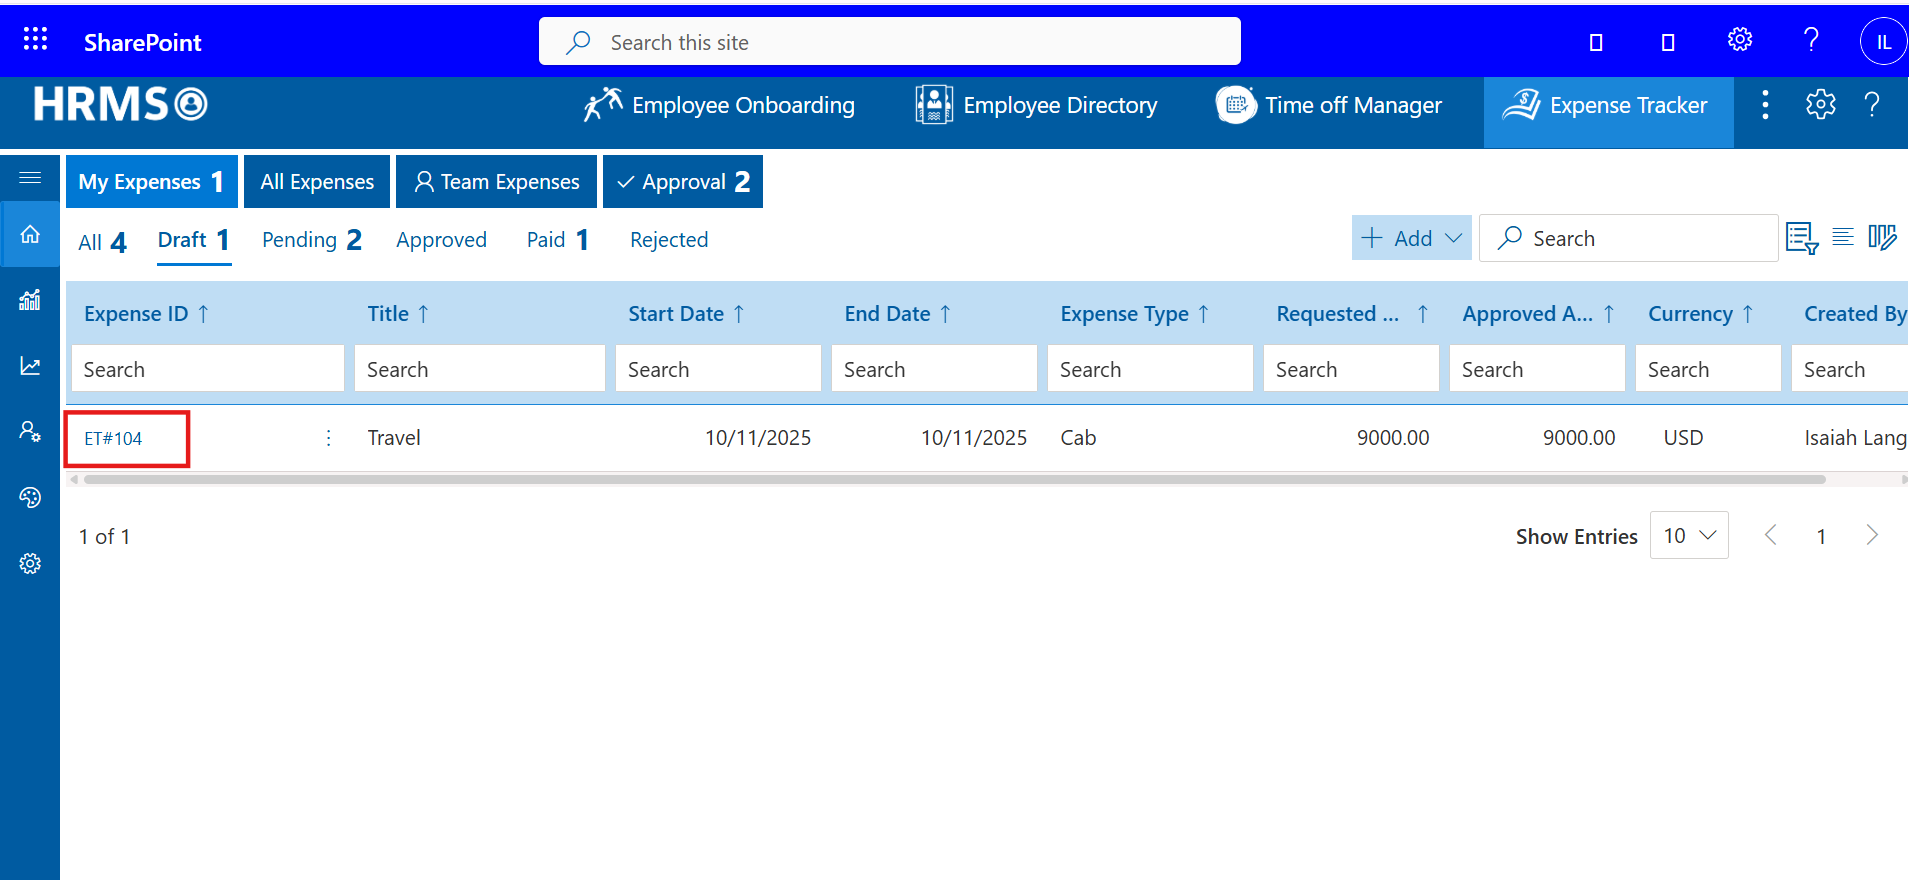 SharePoint
Search this site
IL
HRMS
Employee Onboarding
Employee Directory
Time off Manager
Expense Tracker
My Expenses 1
All Expenses
Team Expenses
Approval 2
All 4
Draft 1
Pending 2
Approved
Paid 1
Rejected
Add
Search
Expense ID ↑
Title ↑
Start Date ↑
End Date ↑
Expense Type ↑
Requested ... ↑
Approved A... ↑
Currency ↑
Created By
Search
Search
Search
Search
Search
Search
Search
Search
Search
ET#104
Travel
10/11/2025
10/11/2025
Cab
9000.00
9000.00
USD
Isaiah Lang
1 of 1
Show Entries
10
1